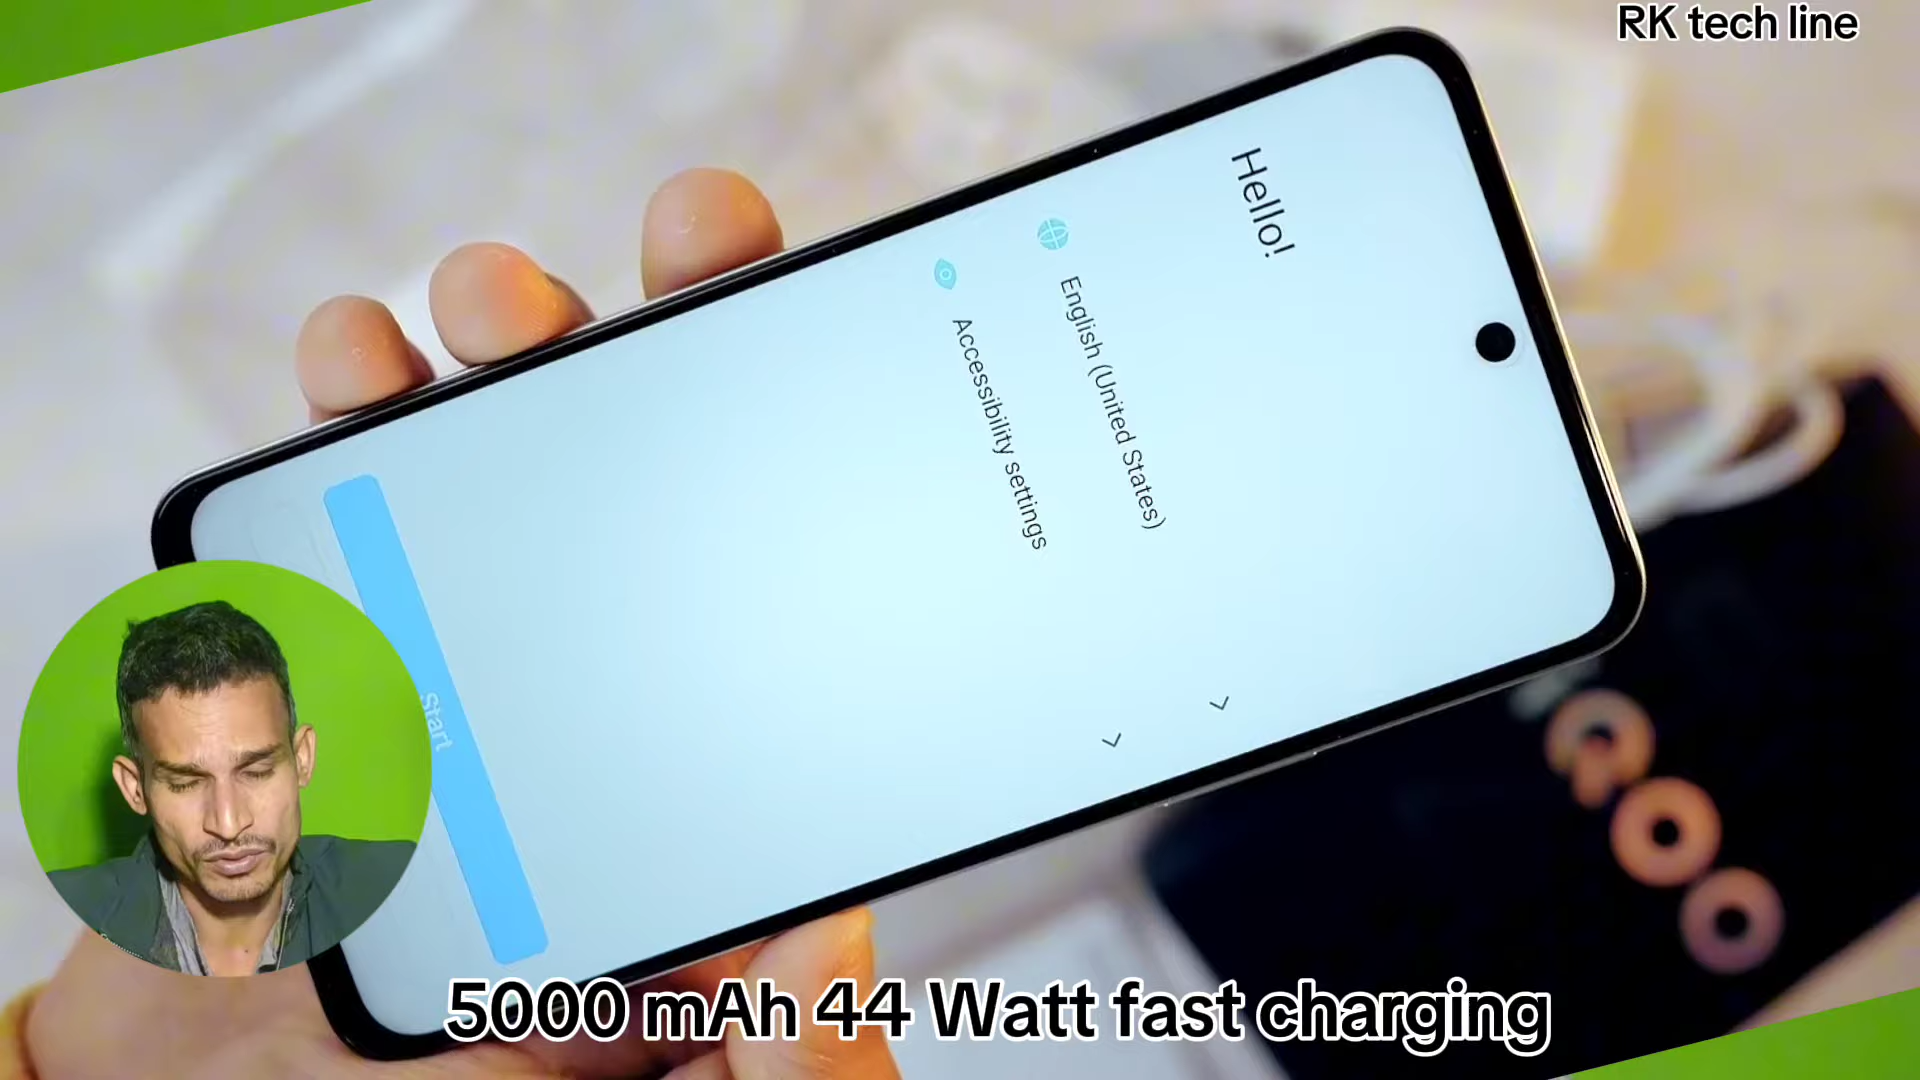 RK tech line
Hello!
English (United States)
Accessibility settings
Start
5000 mAh 44 Watt fast charging